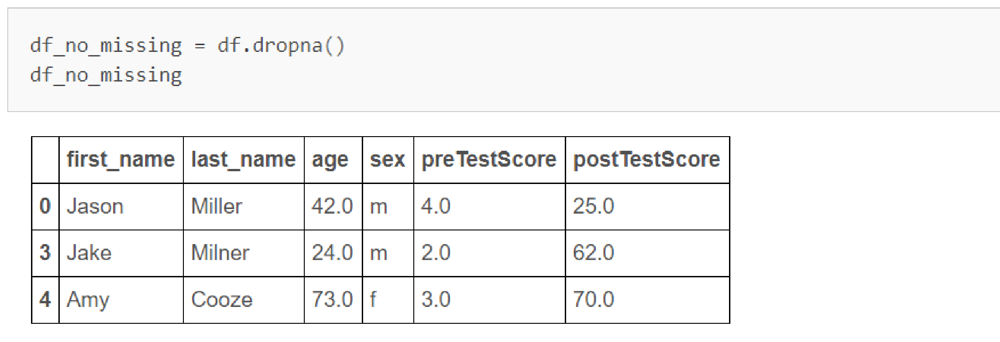 df_no_missing = df.dropna()
df_no_missing
first_name last_name age sex preTestScore postTestScore
0 Jason Miller 42.0 m 4.0 25.0
3 Jake Milner 24.0 m 2.0 62.0
4 Amy Cooze 73.0 f 3.0 70.0